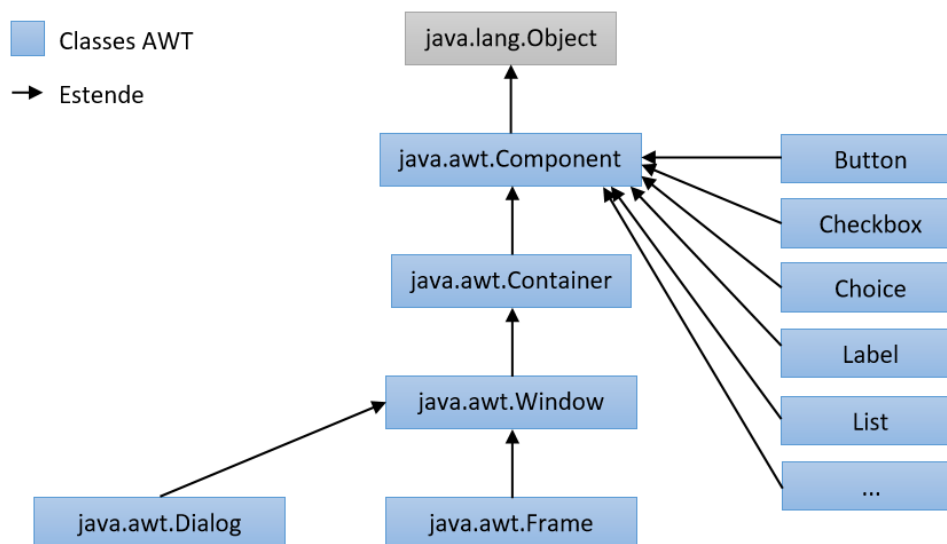 java.lang.Object
Classes AWT
Estende
java.awt.Component
Button
Checkbox
java.awt.Container
Choice
Label
java.awt.Window
List
...
java.awt.Dialog
java.awt.Frame